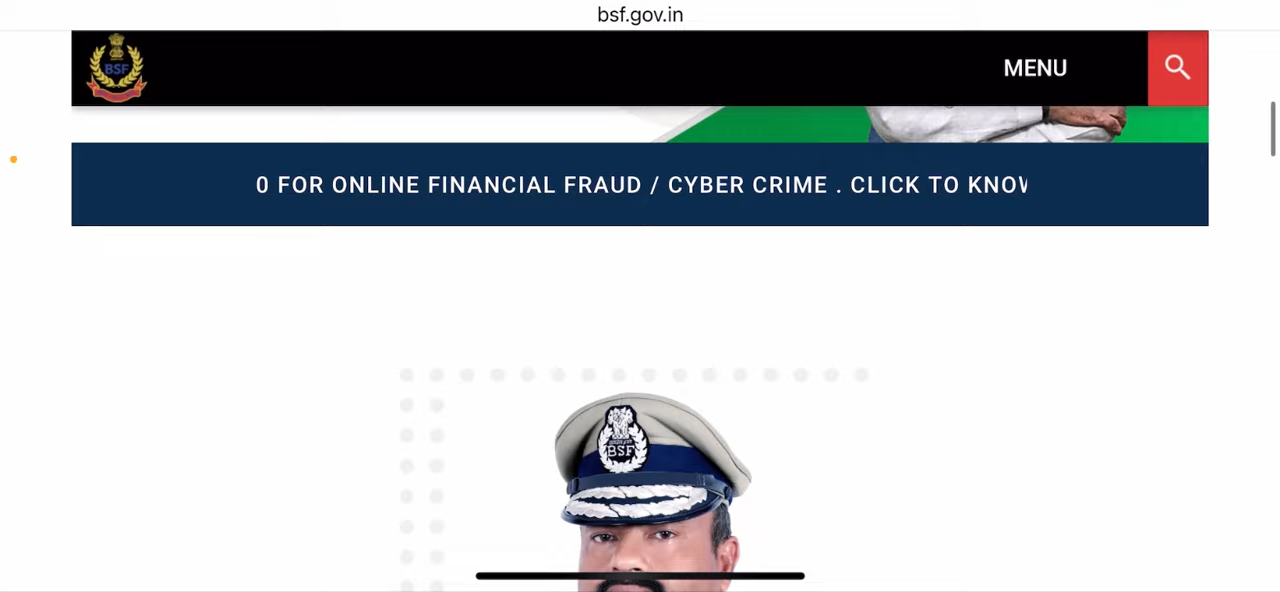 bsf.gov.in
BSF
MENU
0 FOR ONLINE FINANCIAL FRAUD / CYBER CRIME . CLICK TO KNOW
BSF